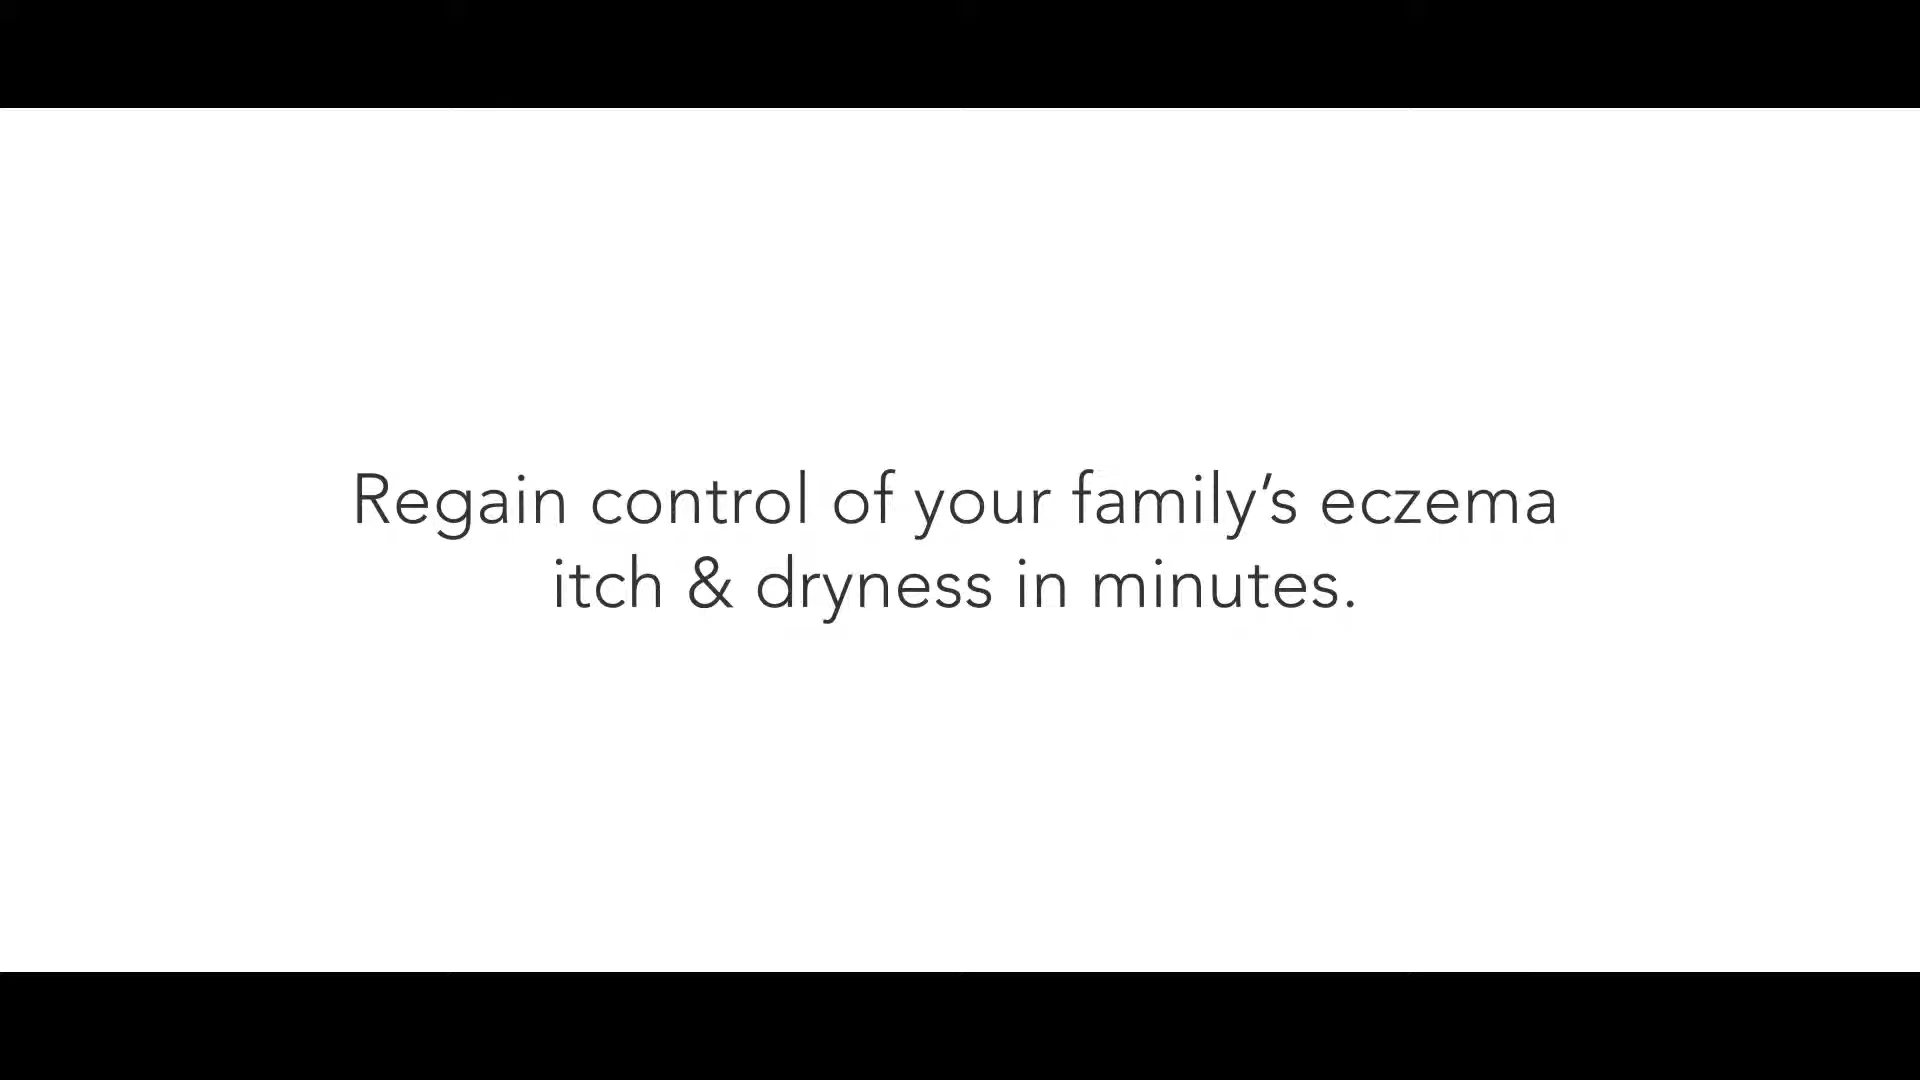 Regain control of your family’s eczema
itch & dryness in minutes.